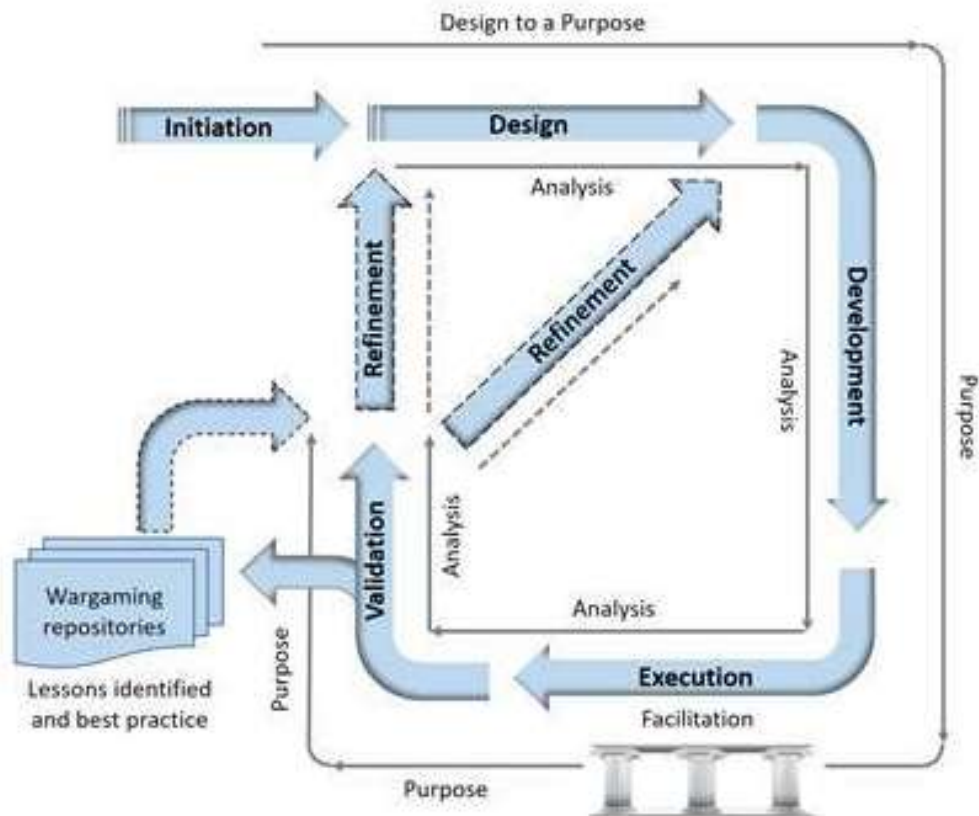 Design to a Purpose
Initiation
Design
Analysis
Refinement
Refinement
Development
Analysis
Purpose
Validation
Analysis
Wargaming
repositories
Analysis
Purpose
Lessons identified
and best practice
Execution
Facilitation
Purpose